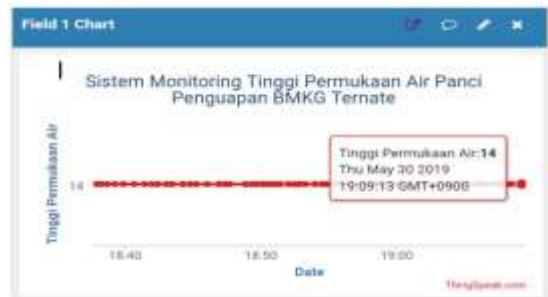 Field 1 Chart
Sistem Monitoring Tinggi Permukaan Air Panci
Penguapan BMKG Ternate
Tinggi Permukaan Air
Tinggi Permukaan Air:14
Thu May 30 2019
19:09:13 GMT+0900
14
18:40
18:50
19:00
Date
ThingSpeak.com